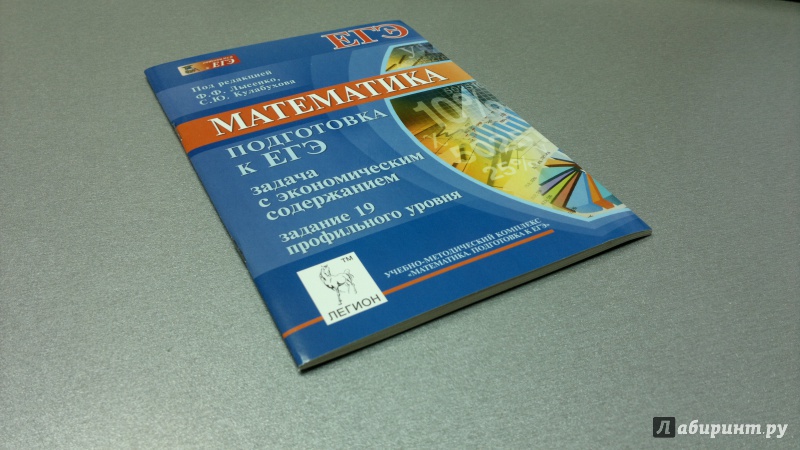 ЕГЭ
ЕГЭ
Под редакцией
Ф.Ф. Лысенко,
С.Ю. Кулабухова
МАТЕМАТИКА
ПОДГОТОВКА
К ЕГЭ
задача
с экономическим
содержанием
задание 19
профильного уровня
УЧЕБНО-МЕТОДИЧЕСКИЙ КОМПЛЕКС
«МАТЕМАТИКА. ПОДГОТОВКА К ЕГЭ»
TM
ЛЕГИОН
Лабиринт.ру